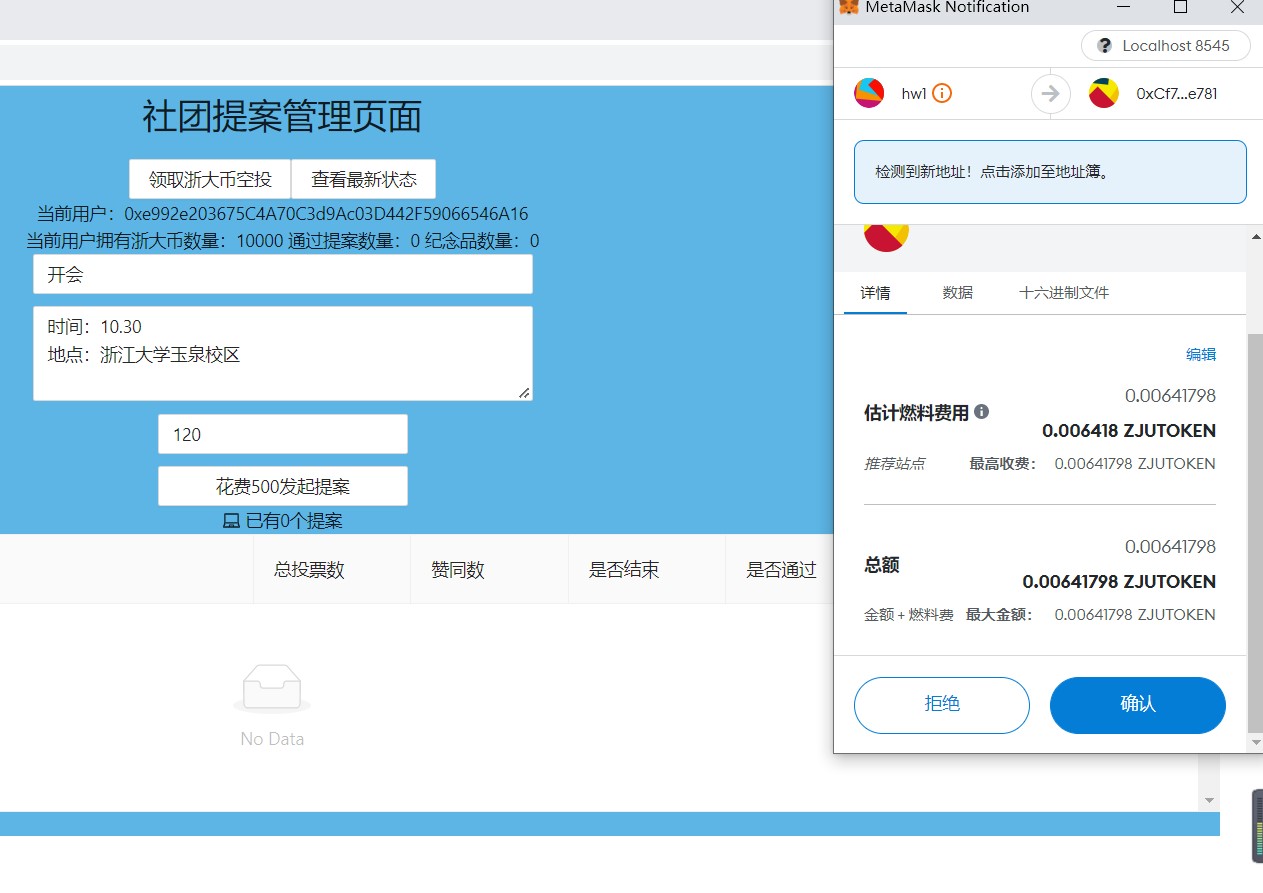 社团提案管理页面
领取浙大币空投 查看最新状态
当前用户：0xe992e203675C4A70C3d9Ac03D442F59066546A16
当前用户拥有浙大币数量：10000 通过提案数量：0 纪念品数量：0
开会
时间：10.30
地点：浙江大学玉泉校区
120
花费500发起提案
已有0个提案
总投票数 赞同数 是否结束 是否通过
No Data
MetaMask Notification
Localhost 8545
hw1 0xCf7...e781
检测到新地址！点击添加至地址簿。
详情 数据 十六进制文件
编辑
0.00641798
估计燃料费用 0.006418 ZJUTOKEN
推荐站点 最高收费： 0.00641798 ZJUTOKEN
0.00641798
总额 0.00641798 ZJUTOKEN
金额 + 燃料费 最大金额： 0.00641798 ZJUTOKEN
拒绝 确认